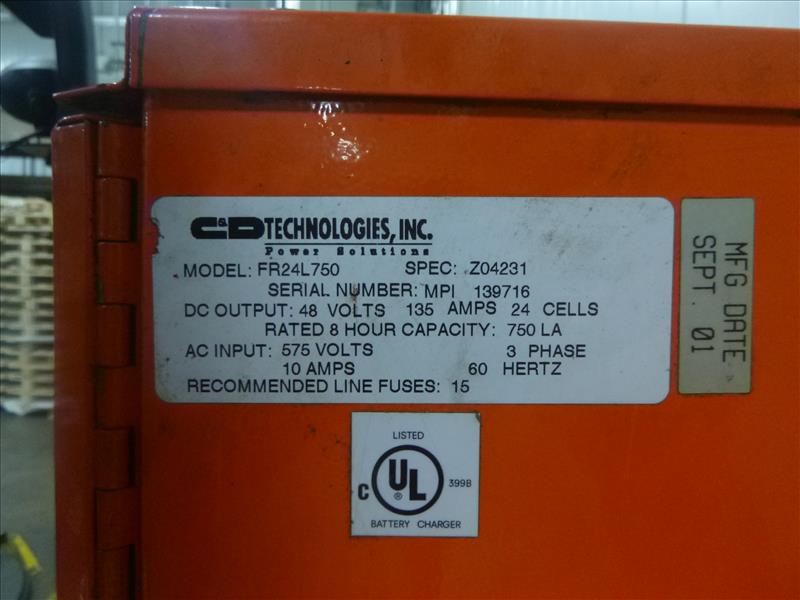 C&D TECHNOLOGIES, INC.
Power Solutions
MODEL: FR24L750 SPEC: Z04231
SERIAL NUMBER: MPI 139716
DC OUTPUT: 48 VOLTS 135 AMPS 24 CELLS
RATED 8 HOUR CAPACITY: 750 LA
AC INPUT: 575 VOLTS 3 PHASE
10 AMPS 60 HERTZ
RECOMMENDED LINE FUSES: 15
MFG DATE
SEPT. 01
LISTED
C UL ® 399B
BATTERY CHARGER